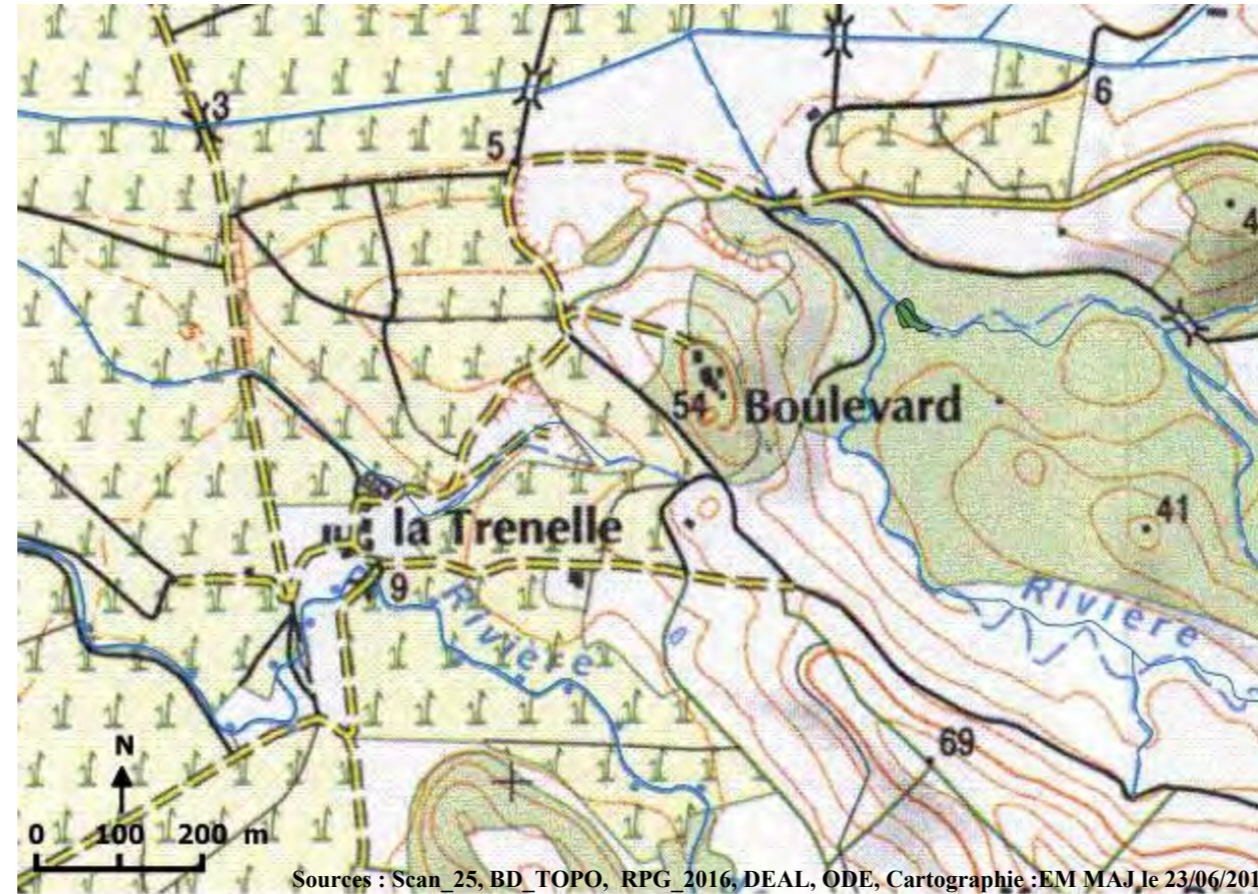 3
5
6
54 Boulevard
41
la Trenelle
9
Rivière
Rivière
69
N
0 100 200 m
Sources : Scan_25, BD_TOPO, RPG_2016, DEAL, ODE, Cartographie :EM MAJ le 23/06/20